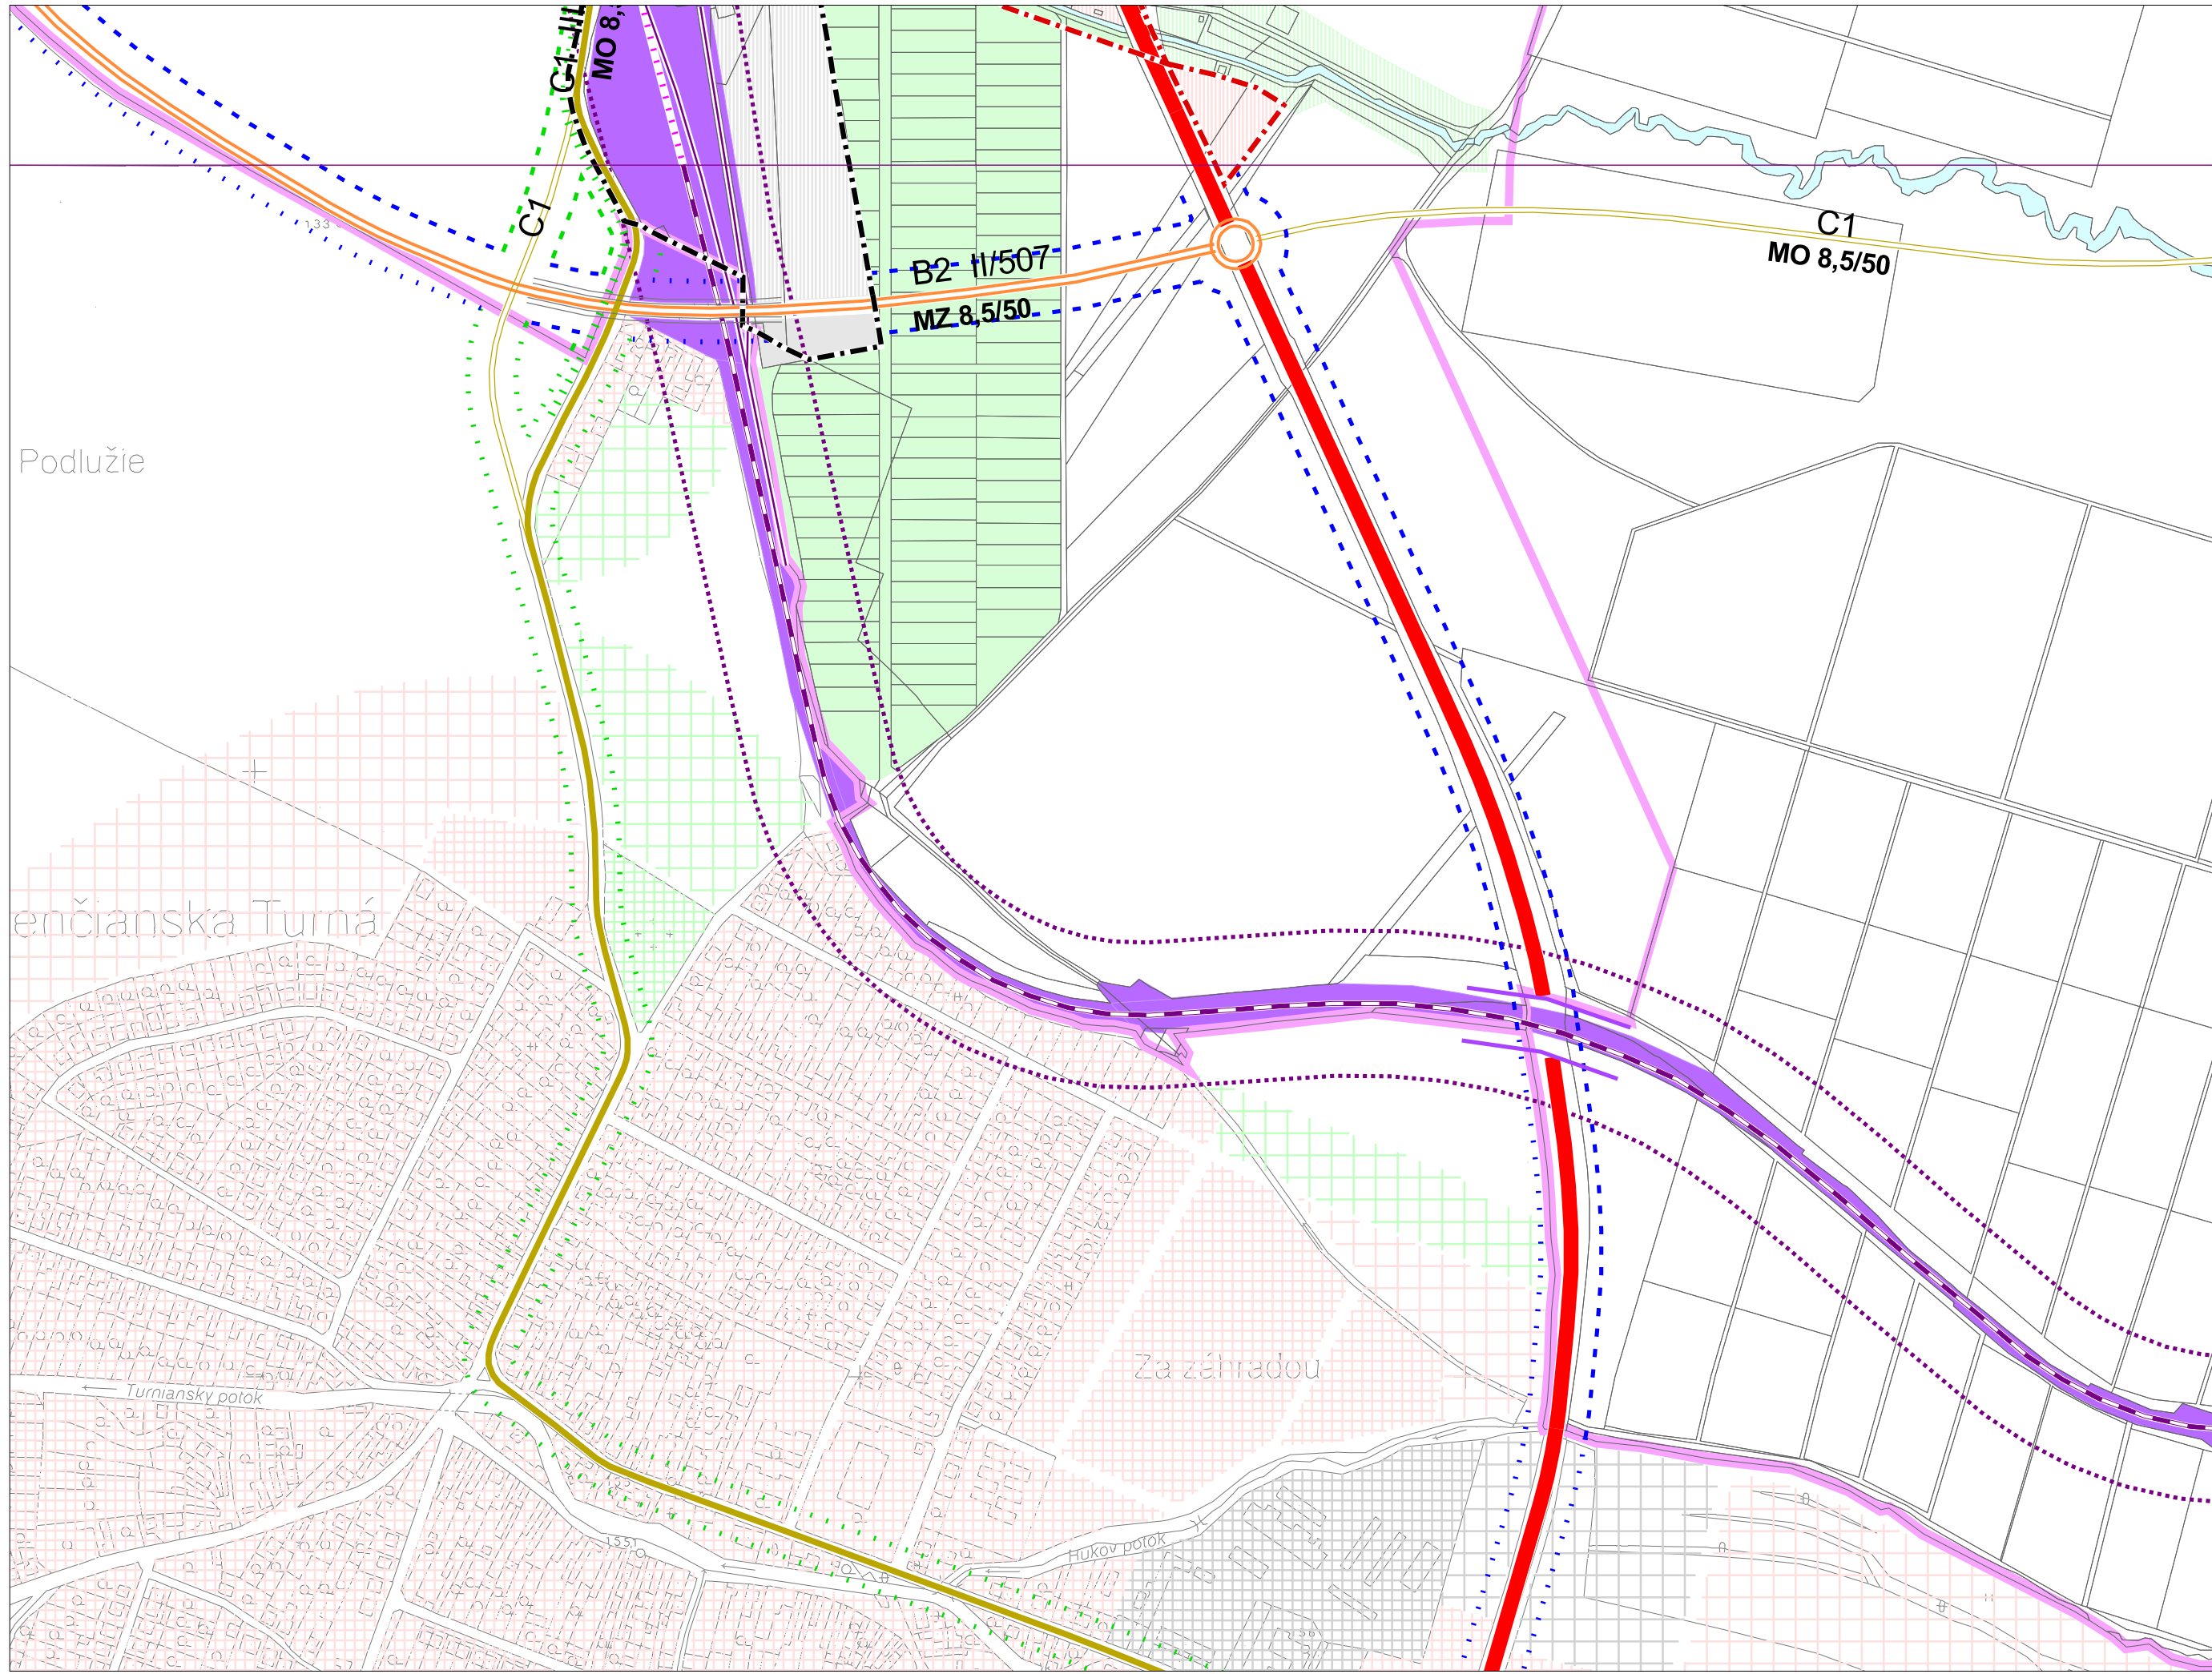 C1
MO 8,
C1
133
B2 II/507
MZ 8,5/50
C1
MO 8,5/50
Podlužie
enčianska Turná
Za záhradou
Turniansky potok
Hukov potok